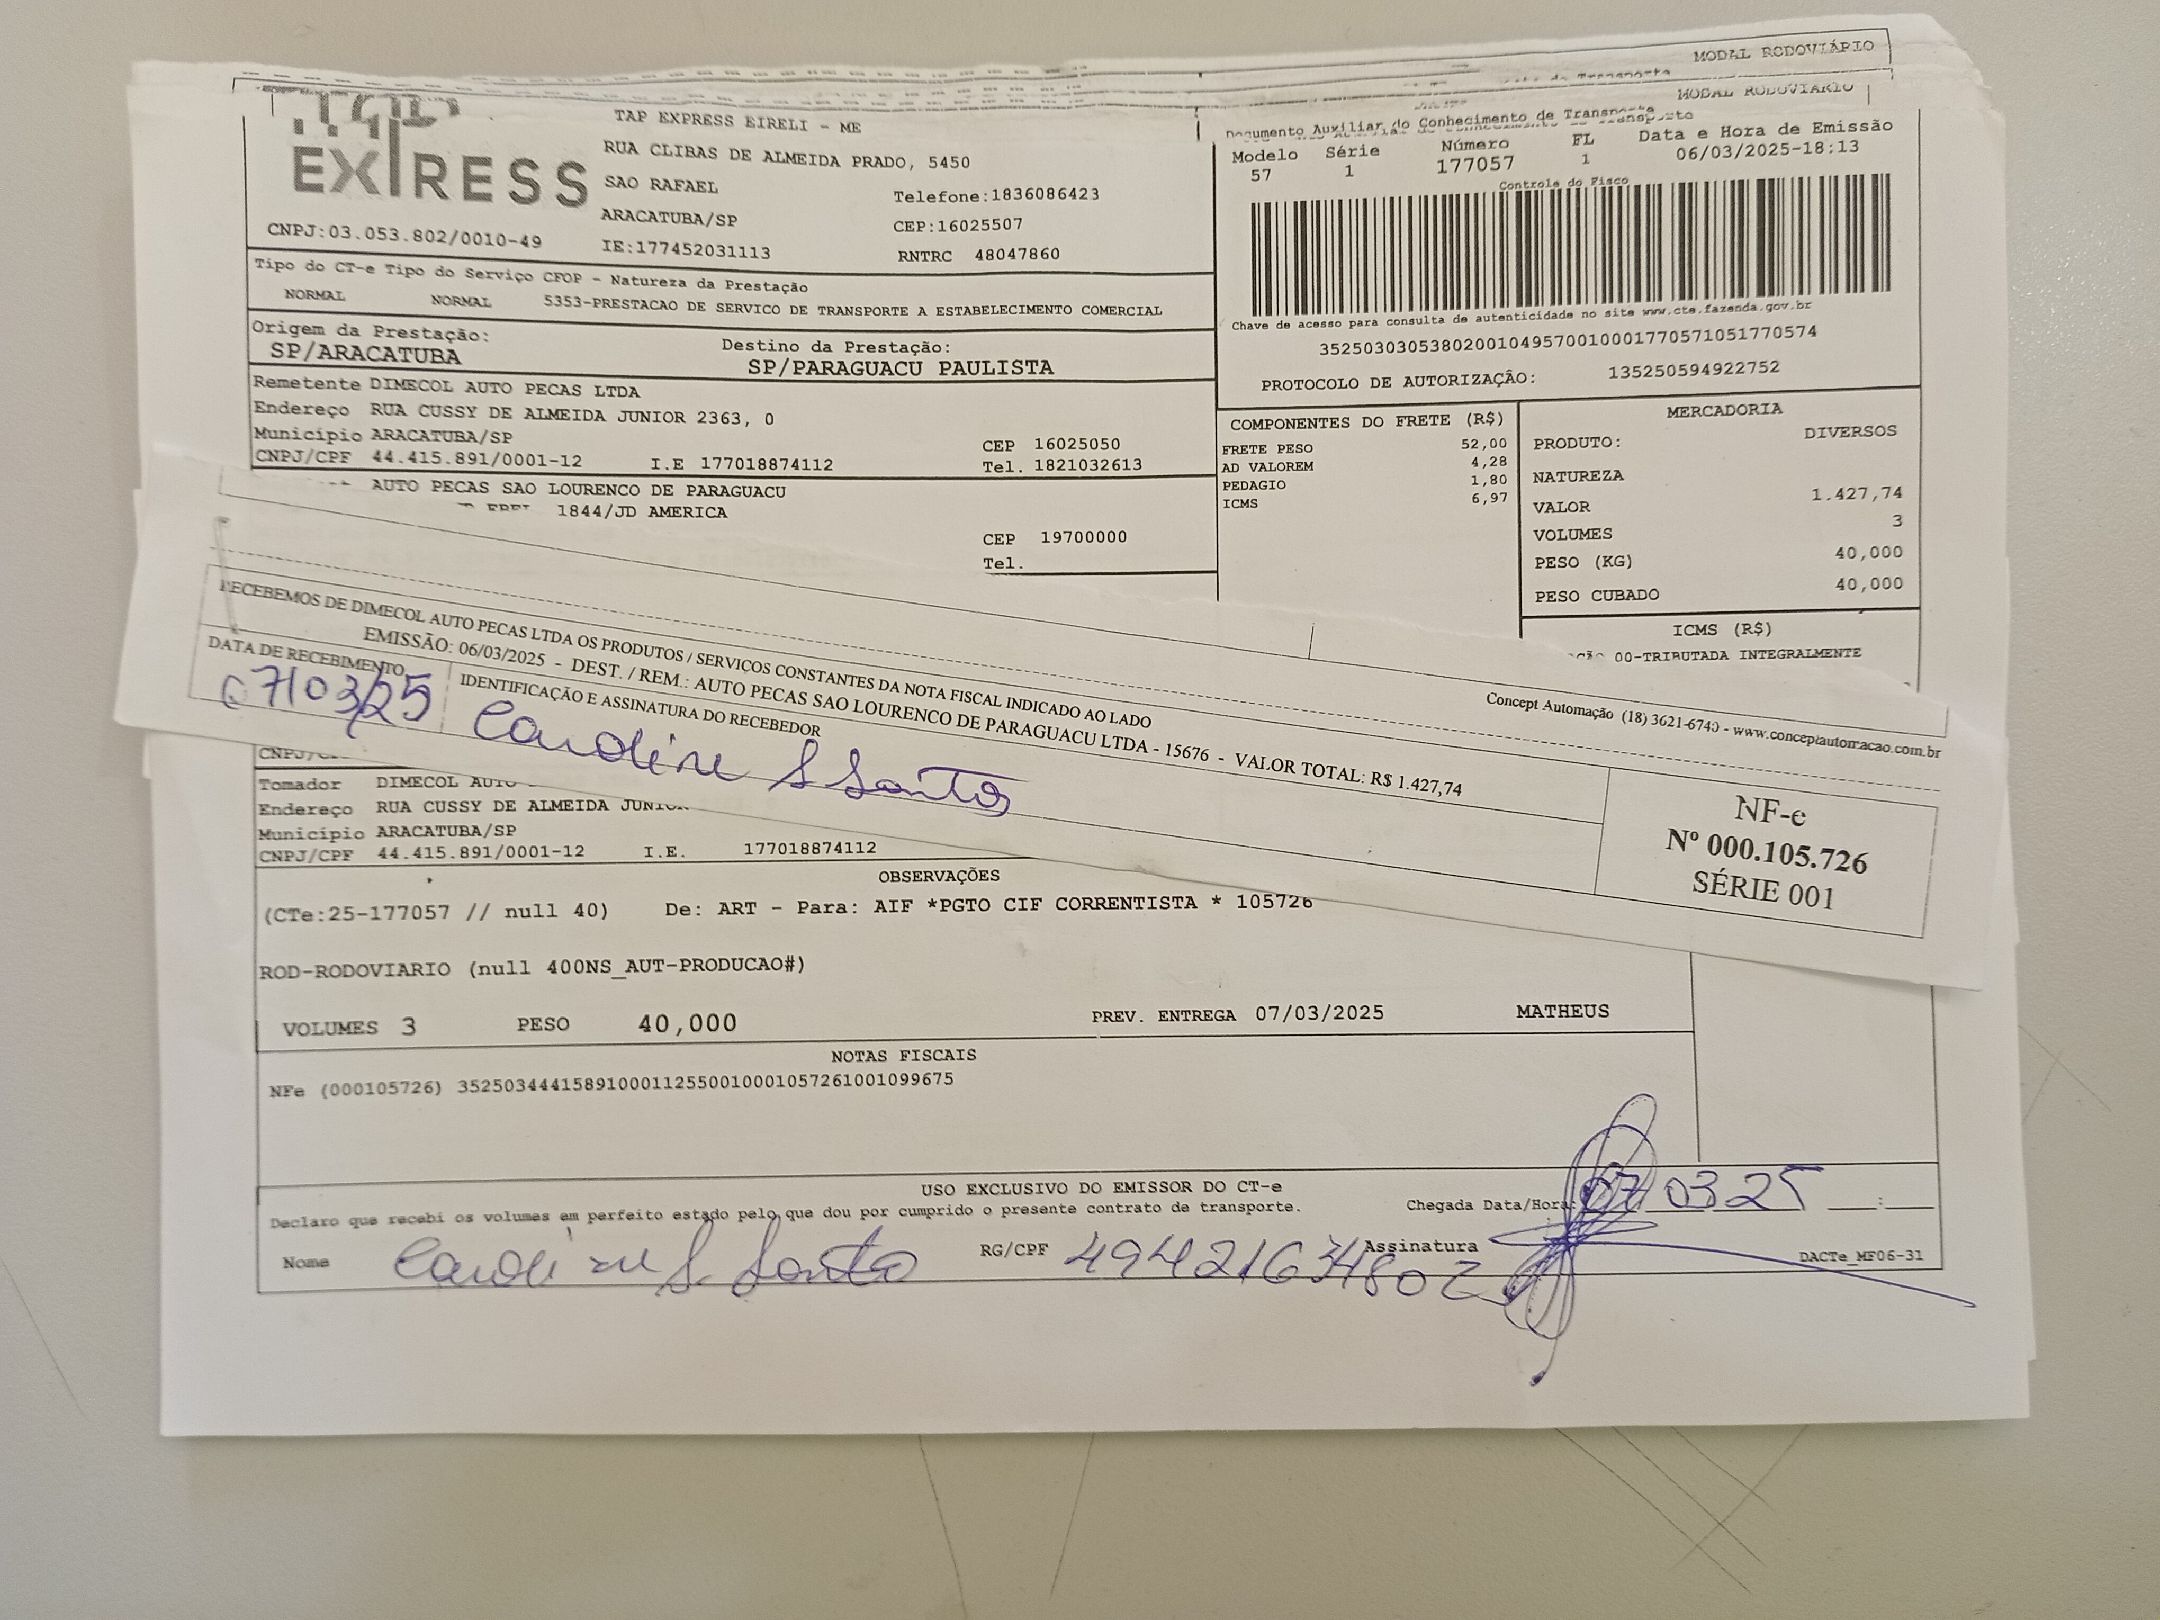 MODAL RODOVIÁRIO
MODAL RODOVIARIO
EXPRESS
TAP EXPRESS EIRELI - ME
RUA CLIBAS DE ALMEIDA PRADO, 5450
SAO RAFAEL
Telefone:1836086423
ARACATUBA/SP
CEP:16025507
CNPJ:03.053.802/0010-49
IE:177452031113
RNTRC 48047860
Documento Auxiliar do Conhecimento de Transporte
Modelo Série Número FL Data e Hora de Emissão
57 1 177057 1 06/03/2025-18:13
Controle do Fisco
Chave de acesso para consulta de autenticidade no site www.cte.fazenda.gov.br
35250303053802001049570010001770571051770574
PROTOCOLO DE AUTORIZAÇÃO: 135250594922752
Tipo do CT-e Tipo do Serviço CFOP - Natureza da Prestação
NORMAL NORMAL 5353-PRESTACAO DE SERVICO DE TRANSPORTE A ESTABELECIMENTO COMERCIAL
Origem da Prestação: Destino da Prestação:
SP/ARACATUBA SP/PARAGUACU PAULISTA
Remetente DIMECOL AUTO PECAS LTDA
Endereço RUA CUSSY DE ALMEIDA JUNIOR 2363, 0
Município ARACATUBA/SP CEP 16025050
CNPJ/CPF 44.415.891/0001-12 I.E 177018874112 Tel. 1821032613
AUTO PECAS SAO LOURENCO DE PARAGUACU
1844/JD AMERICA
CEP 19700000
Tel.
COMPONENTES DO FRETE (R$)
FRETE PESO 52,00
AD VALOREM 4,28
PEDAGIO 1,80
ICMS 6,97
MERCADORIA
PRODUTO: DIVERSOS
NATUREZA
VALOR 1.427,74
VOLUMES 3
PESO (KG) 40,000
PESO CUBADO 40,000
ICMS (R$)
00-TRIBUTADA INTEGRALMENTE
Concept Automação (18) 3621-6740 - www.conceptautomacao.com.br
RECEBEMOS DE DIMECOL AUTO PECAS LTDA OS PRODUTOS / SERVICOS CONSTANTES DA NOTA FISCAL INDICADO AO LADO
EMISSÃO: 06/03/2025 - DEST. / REM.: AUTO PECAS SAO LOURENCO DE PARAGUACU LTDA - 15676 - VALOR TOTAL: R$ 1.427,74
DATA DE RECEBIMENTO
07/03/25
IDENTIFICAÇÃO E ASSINATURA DO RECEBEDOR
Caroline S Santos
NF-e
Nº 000.105.726
SÉRIE 001
Tomador DIMECOL AUTO
Endereço RUA CUSSY DE ALMEIDA JUNIOR
Município ARACATUBA/SP
CNPJ/CPF 44.415.891/0001-12 I.E. 177018874112
OBSERVAÇÕES
(CTe:25-177057 // null 40) De: ART - Para: AIF *PGTO CIF CORRENTISTA * 105726
ROD-RODOVIARIO (null 400NS_AUT-PRODUCAO#)
VOLUMES 3 PESO 40,000 PREV. ENTREGA 07/03/2025 MATHEUS
NOTAS FISCAIS
NFe (000105726) 35250344415891000112550010001057261001099675
USO EXCLUSIVO DO EMISSOR DO CT-e
Declaro que recebi os volumes em perfeito estado pelo que dou por cumprido o presente contrato de transporte.
Chegada Data/Hora: 07 03 25 :
Nome Caroline S. Santos RG/CPF 49421634802 Assinatura
DACTe_MF06-31